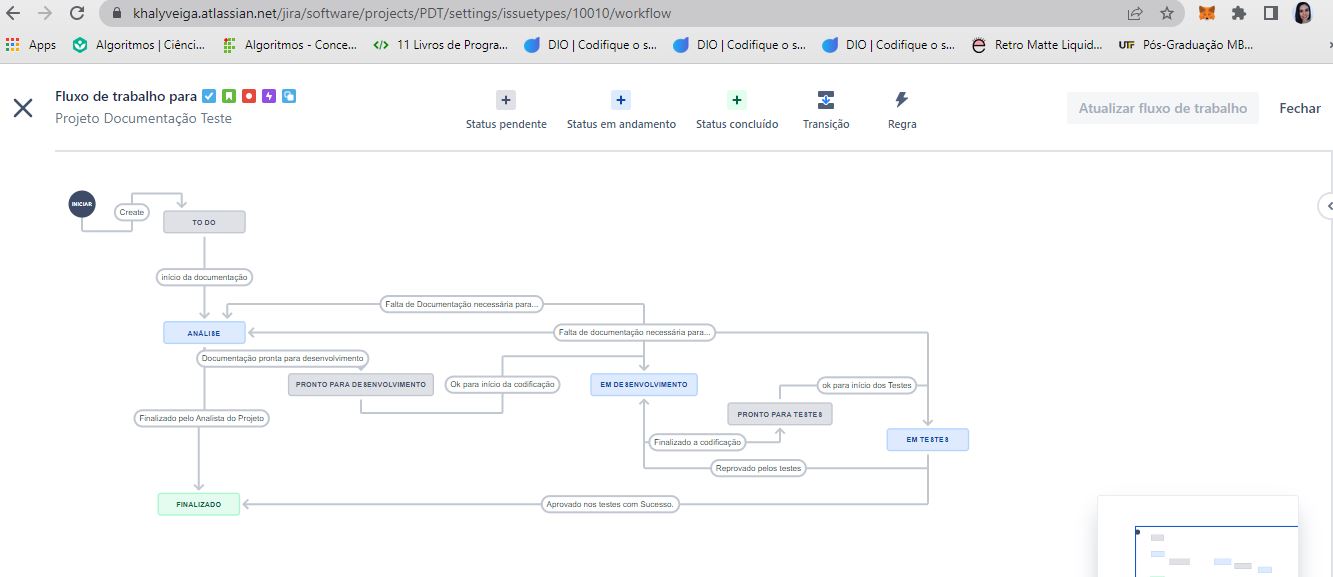 khalyveiga.atlassian.net/jira/software/projects/PDT/settings/issuetypes/10010/workflow
Apps
Algoritmos | Ciênci...
Algoritmos - Conce...
11 Livros de Progra...
DIO | Codifique o s...
DIO | Codifique o s...
DIO | Codifique o s...
Retro Matte Liquid...
UTF Pós-Graduação MB...
Fluxo de trabalho para
Projeto Documentação Teste
Status pendente
Status em andamento
Status concluído
Transição
Regra
Atualizar fluxo de trabalho
Fechar
INICIAR
Create
TO DO
início da documentação
Falta de Documentação necessária para...
ANÁLISE
Falta de documentação necessária para...
Documentação pronta para desenvolvimento
PRONTO PARA DESENVOLVIMENTO
Ok para início da codificação
EM DESENVOLVIMENTO
ok para início dos Testes
PRONTO PARA TESTES
Finalizado pelo Analista do Projeto
Finalizado a codificação
EM TESTES
Reprovado pelos testes
FINALIZADO
Aprovado nos testes com Sucesso.